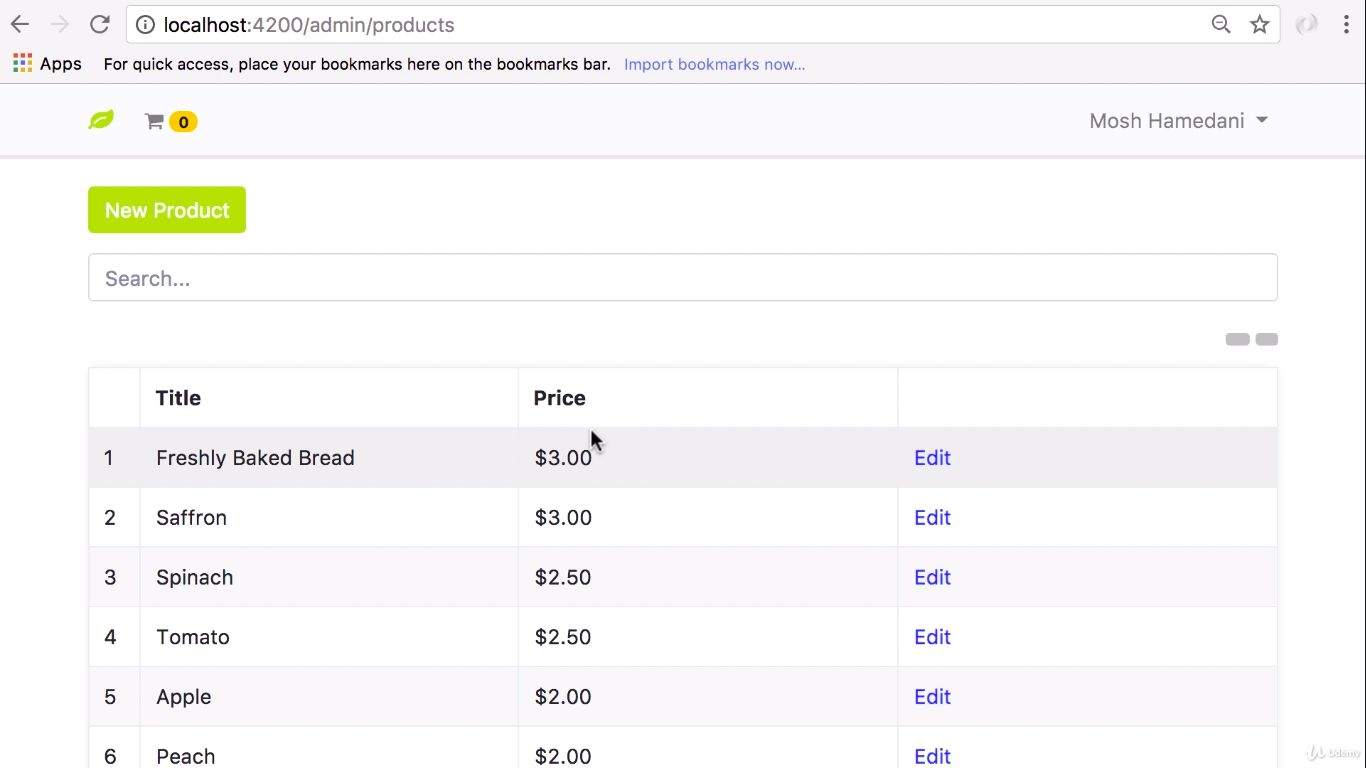 localhost:4200/admin/products
Apps For quick access, place your bookmarks here on the bookmarks bar. Import bookmarks now...
0 Mosh Hamedani
New Product
Search...
Title Price
1 Freshly Baked Bread $3.00 Edit
2 Saffron $3.00 Edit
3 Spinach $2.50 Edit
4 Tomato $2.50 Edit
5 Apple $2.00 Edit
6 Peach $2.00 Edit
Udemy